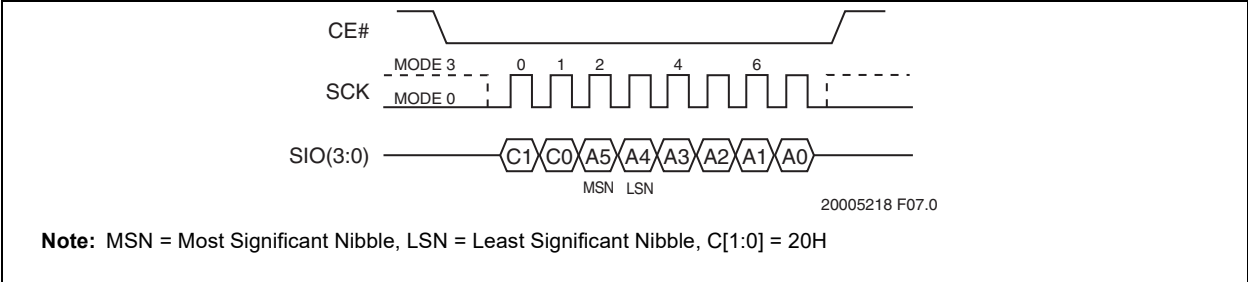 CE#
MODE 3 0 1 2 4 6
SCK
MODE 0
SIO(3:0) C1 C0 A5 A4 A3 A2 A1 A0
MSN LSN
20005218 F07.0
Note: MSN = Most Significant Nibble, LSN = Least Significant Nibble, C[1:0] = 20H